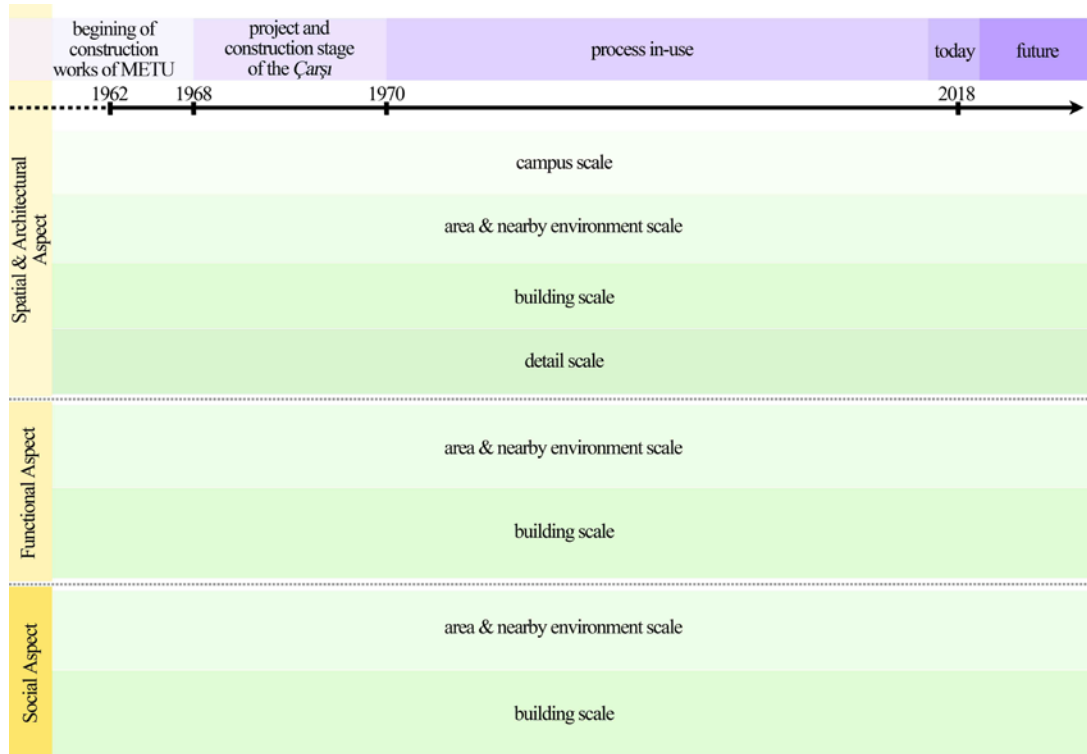 begining of
construction
works of METU
project and
construction stage
of the Çarşı
process in-use
today
future
1962
1968
1970
2018
Spatial & Architectural
Aspect
campus scale
area & nearby environment scale
building scale
detail scale
Functional Aspect
area & nearby environment scale
building scale
Social Aspect
area & nearby environment scale
building scale